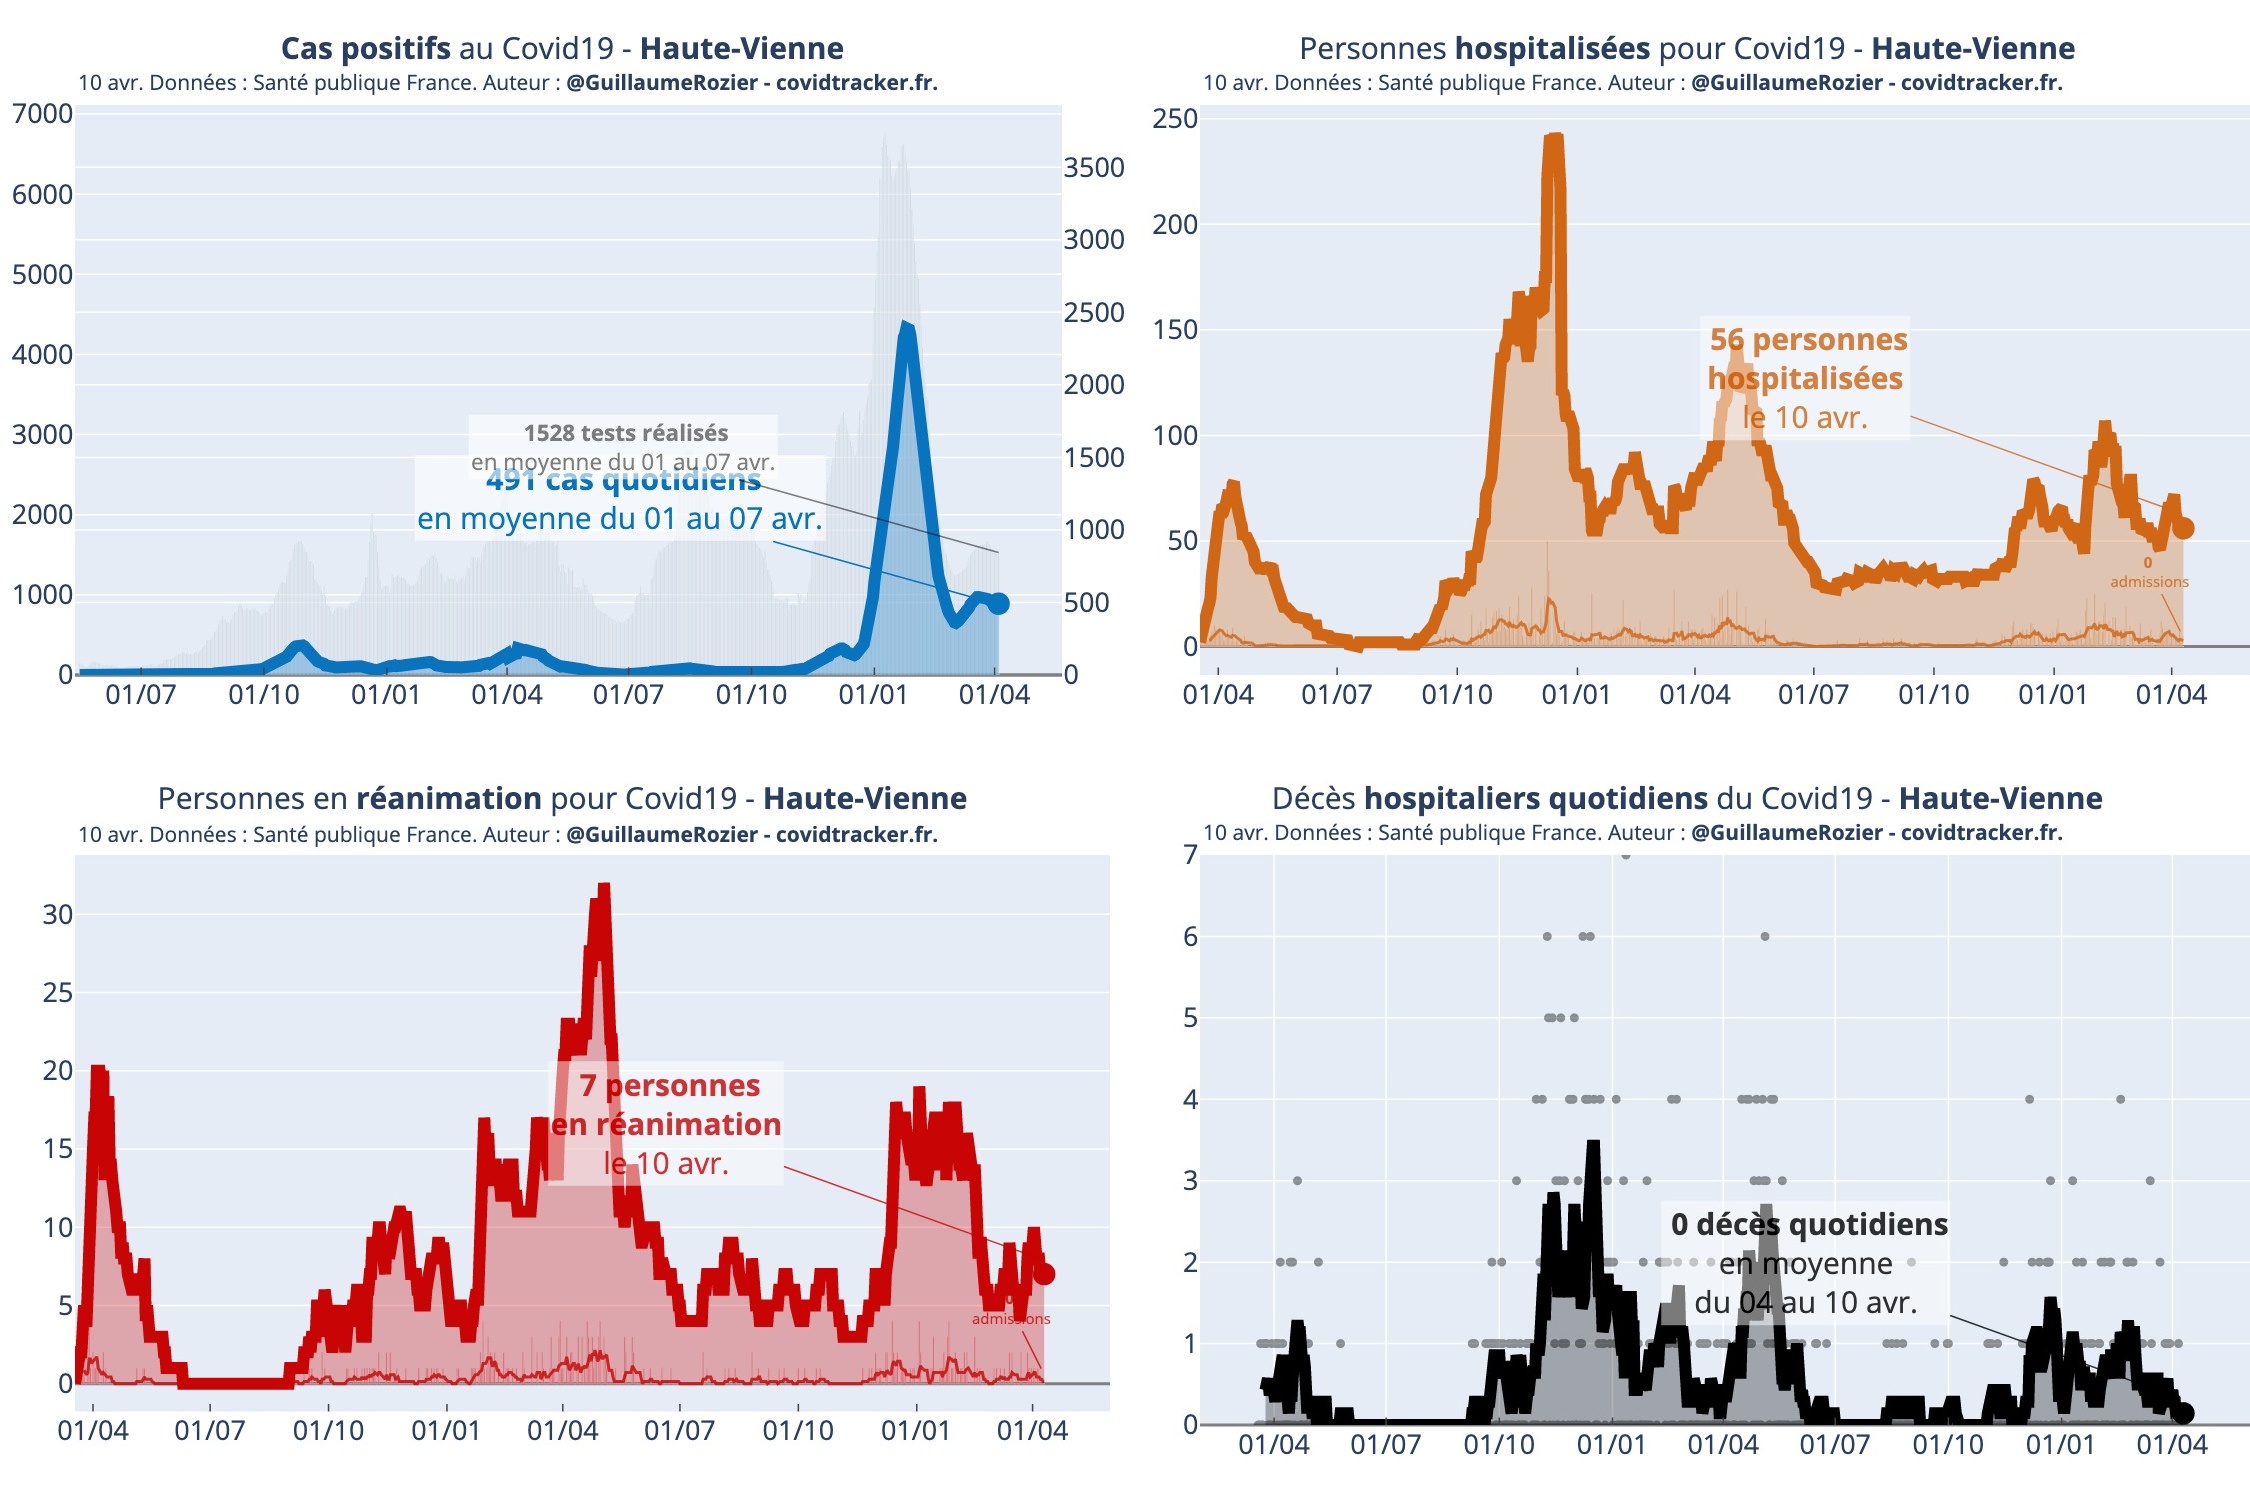 Cas positifs au Covid19 - Haute-Vienne
10 avr. Données : Santé publique France. Auteur : @GuillaumeRozier - covidtracker.fr.
7000
6000
5000
4000
3000
2000
1000
0
3500
3000
2500
2000
1500
1000
500
0
1528 tests réalisés
en moyenne du 01 au 07 avr.
491 cas quotidiens
en moyenne du 01 au 07 avr.
01/07 01/10 01/01 01/04 01/07 01/10 01/01 01/04
Personnes hospitalisées pour Covid19 - Haute-Vienne
10 avr. Données : Santé publique France. Auteur : @GuillaumeRozier - covidtracker.fr.
250
200
150
100
50
0
56 personnes
hospitalisées
le 10 avr.
0
admissions
01/04 01/07 01/10 01/01 01/04 01/07 01/10 01/01 01/04
Personnes en réanimation pour Covid19 - Haute-Vienne
10 avr. Données : Santé publique France. Auteur : @GuillaumeRozier - covidtracker.fr.
30
25
20
15
10
5
0
7 personnes
en réanimation
le 10 avr.
admissions
01/04 01/07 01/10 01/01 01/04 01/07 01/10 01/01 01/04
Décès hospitaliers quotidiens du Covid19 - Haute-Vienne
10 avr. Données : Santé publique France. Auteur : @GuillaumeRozier - covidtracker.fr.
7
6
5
4
3
2
1
0
0 décès quotidiens
en moyenne
du 04 au 10 avr.
01/04 01/07 01/10 01/01 01/04 01/07 01/10 01/01 01/04